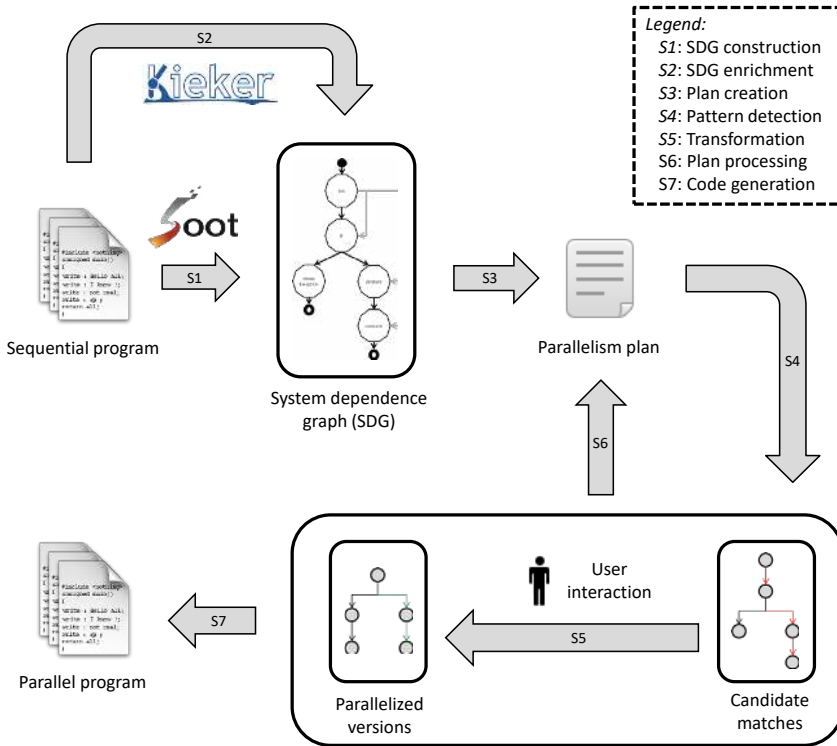 S2
Kieker
Legend:
S1: SDG construction
S2: SDG enrichment
S3: Plan creation
S4: Pattern detection
S5: Transformation
S6: Plan processing
S7: Code generation
Soot
S1
S3
S4
Sequential program
System dependence
graph (SDG)
Parallelism plan
S6
User
interaction
S7
S5
Parallel program
Parallelized
versions
Candidate
matches